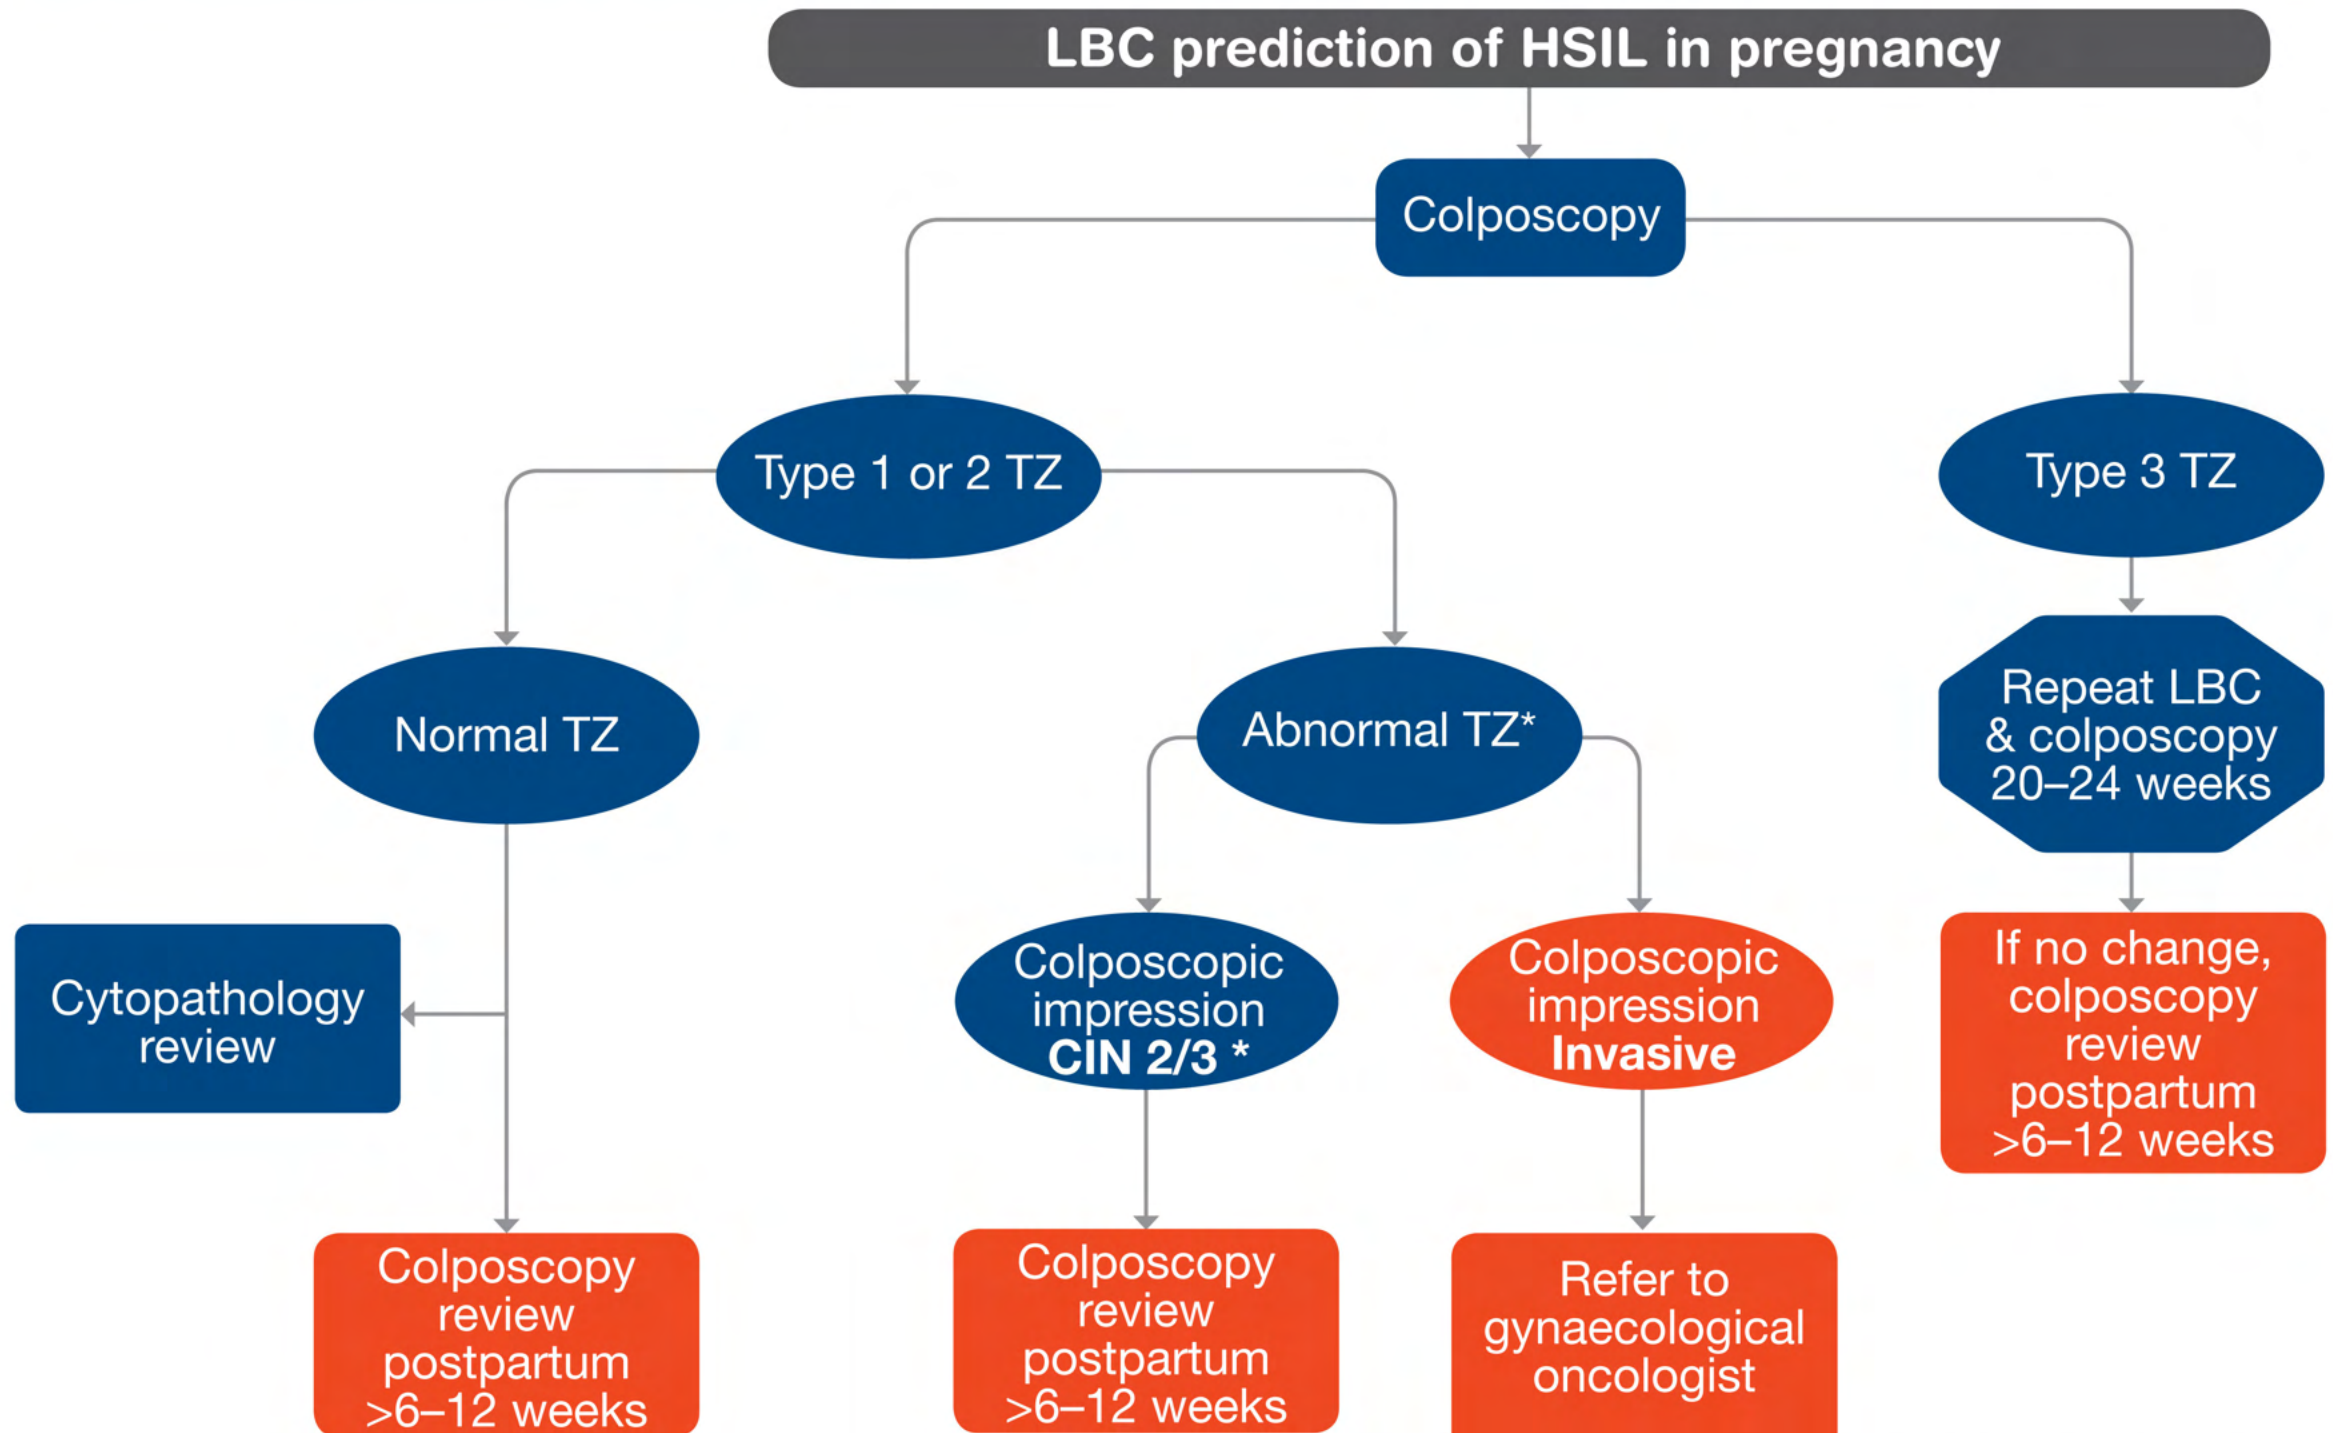 LBC prediction of HSIL in pregnancy
Colposcopy
Type 1 or 2 TZ
Type 3 TZ
Normal TZ
Abnormal TZ*
Repeat LBC
& colposcopy
20–24 weeks
Cytopathology
review
Colposcopic
impression
CIN 2/3 *
Colposcopic
impression
Invasive
If no change,
colposcopy
review
postpartum
>6–12 weeks
Colposcopy
review
postpartum
>6–12 weeks
Colposcopy
review
postpartum
>6–12 weeks
Refer to
gynaecological
oncologist